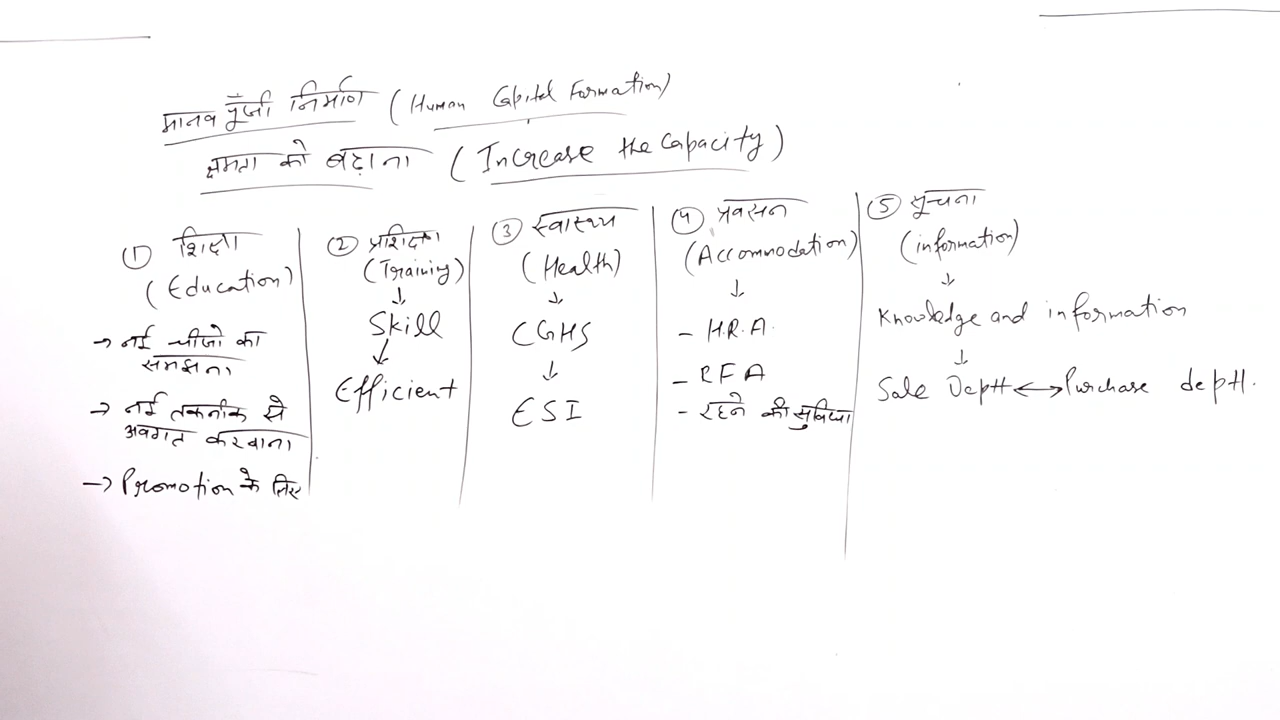 मानव पूँजी निर्माण (Human Capital Formation)
क्षमता को बढ़ाना (Increase the Capacity)
① शिक्षा
(Education)
→ नई चीजो को
समझना
→ नई तकनीक से
अवगत करवाना
→ Promotion के लिए
② प्रशिक्षण
(Training)
↓
Skill
↓
Efficient
③ स्वास्थ्य
(Health)
↓
CGHS
↓
ESI
④ प्रवसन
(Accomnodation)
↓
- H.R.A.
- RFA
- रहने की सुविधा
⑤ सूचना
(information)
↓
Knowledge and information
↓
Sale Deptt ↔ Purchase deptt.